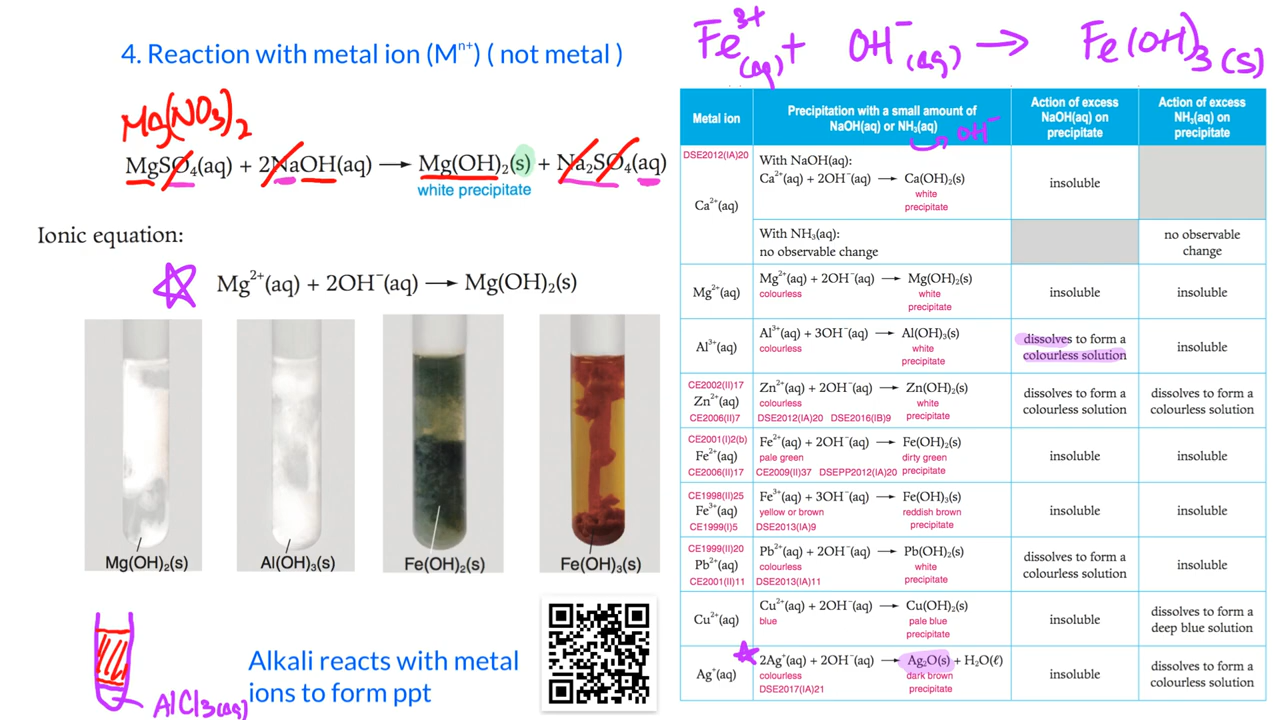 4. Reaction with metal ion (Mⁿ⁺) ( not metal )
Mg(NO₃)₂
MgSO₄(aq) + 2NaOH(aq) → Mg(OH)₂(s) + Na₂SO₄(aq)
white precipitate
Ionic equation:
Mg²⁺(aq) + 2OH⁻(aq) → Mg(OH)₂(s)
Mg(OH)₂(s)
Al(OH)₃(s)
Fe(OH)₂(s)
Fe(OH)₃(s)
AlCl₃(aq)
Alkali reacts with metal
ions to form ppt
Fe³⁺(aq) + OH⁻(aq) → Fe(OH)₃(s)
Metal ion
Precipitation with a small amount of
NaOH(aq) or NH₃(aq)
OH⁻
Action of excess
NaOH(aq) on
precipitate
Action of excess
NH₃(aq) on
precipitate
DSE2012(IA)20
Ca²⁺(aq)
With NaOH(aq):
Ca²⁺(aq) + 2OH⁻(aq) → Ca(OH)₂(s)
white
precipitate
insoluble
With NH₃(aq):
no observable change
no observable
change
Mg²⁺(aq)
Mg²⁺(aq) + 2OH⁻(aq) → Mg(OH)₂(s)
colourless white
precipitate
insoluble
insoluble
Al³⁺(aq)
Al³⁺(aq) + 3OH⁻(aq) → Al(OH)₃(s)
colourless white
precipitate
dissolves to form a
colourless solution
insoluble
CE2002(II)17
Zn²⁺(aq)
CE2006(II)7
Zn²⁺(aq) + 2OH⁻(aq) → Zn(OH)₂(s)
colourless white
DSE2012(IA)20 DSE2016(IB)9 precipitate
dissolves to form a
colourless solution
dissolves to form a
colourless solution
CE2001(I)2(b)
Fe²⁺(aq)
CE2006(II)17
Fe²⁺(aq) + 2OH⁻(aq) → Fe(OH)₂(s)
pale green dirty green
CE2009(II)37 DSEPP2012(IA)20 precipitate
insoluble
insoluble
CE1998(II)25
Fe³⁺(aq)
CE1999(I)5
Fe³⁺(aq) + 3OH⁻(aq) → Fe(OH)₃(s)
yellow or brown reddish brown
DSE2013(IA)9 precipitate
insoluble
insoluble
CE1999(II)20
Pb²⁺(aq)
CE2001(II)11
Pb²⁺(aq) + 2OH⁻(aq) → Pb(OH)₂(s)
colourless white
DSE2013(IA)11 precipitate
dissolves to form a
colourless solution
insoluble
Cu²⁺(aq)
Cu²⁺(aq) + 2OH⁻(aq) → Cu(OH)₂(s)
blue pale blue
precipitate
insoluble
dissolves to form a
deep blue solution
Ag⁺(aq)
2Ag⁺(aq) + 2OH⁻(aq) → Ag₂O(s) + H₂O(ℓ)
colourless dark brown
DSE2017(IA)21 precipitate
insoluble
dissolves to form a
colourless solution